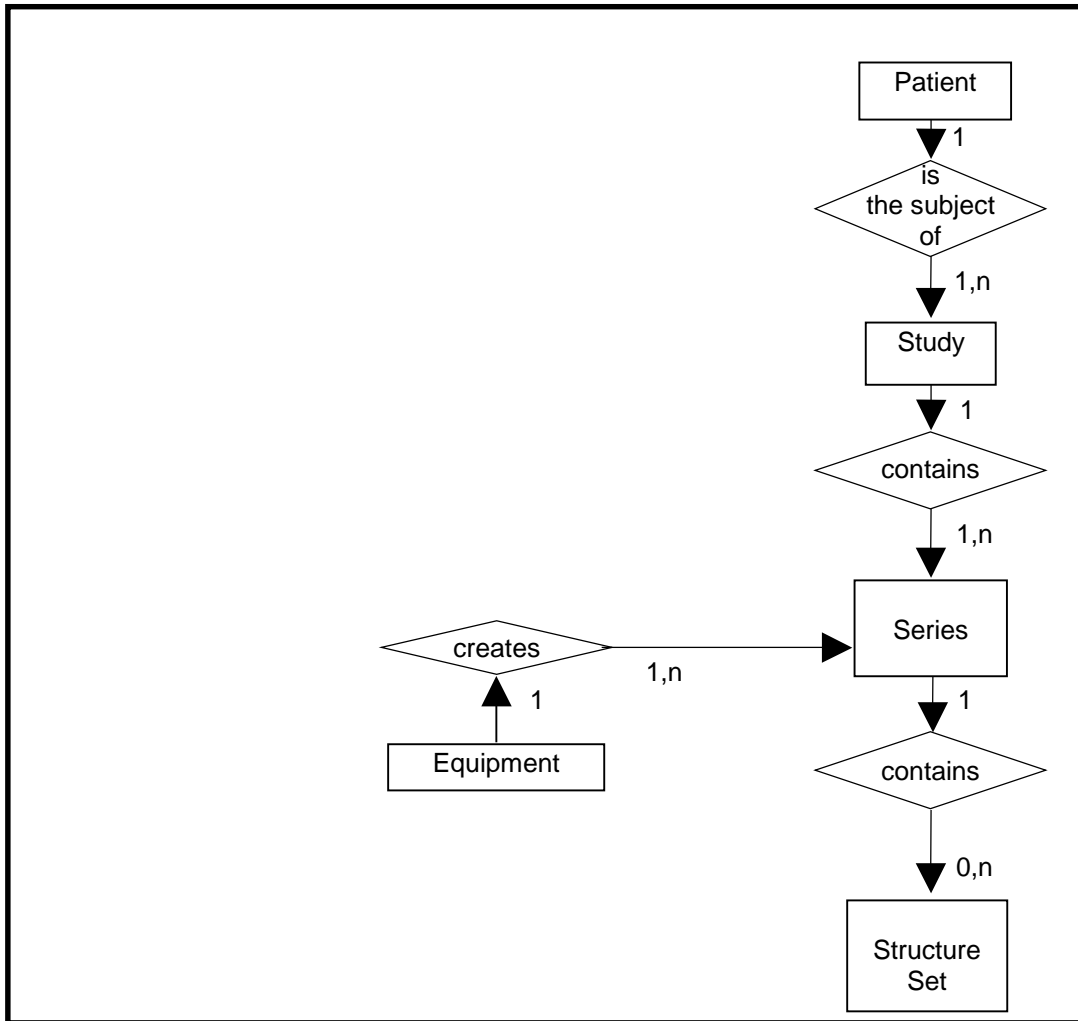 Patient
1
is
the subject
of
1,n
Study
1
contains
1,n
Series
creates
1,n
1
1
Equipment
contains
0,n
Structure
Set